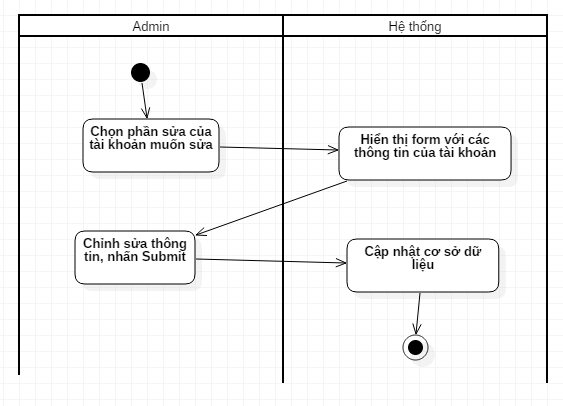 Admin
Hệ thống
Chọn phần sửa của
tài khoản muốn sửa
Hiển thị form với các
thông tin của tài khoản
Chỉnh sửa thông
tin, nhấn Submit
Cập nhật cơ sở dữ
liệu